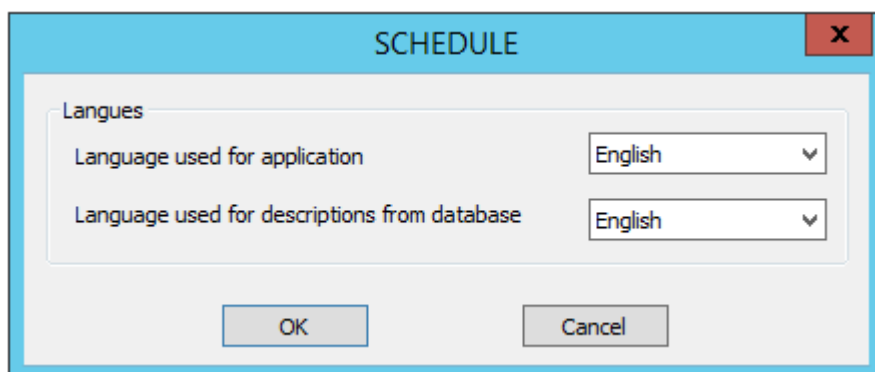 SCHEDULE
x
Langues
Language used for application English
Language used for descriptions from database English
OK Cancel